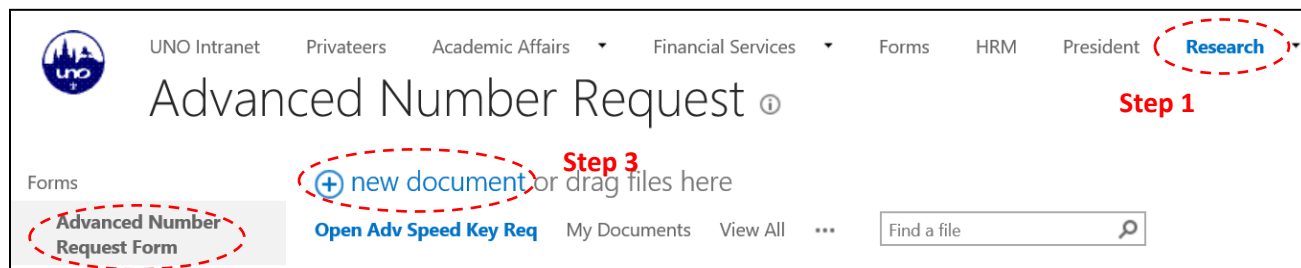 UNO Intranet Privateers Academic Affairs Financial Services Forms HRM President Research
uno
Advanced Number Request
Step 1
Step 3
Forms
new document or drag files here
Advanced Number
Request Form
Open Adv Speed Key Req My Documents View All ••• Find a file